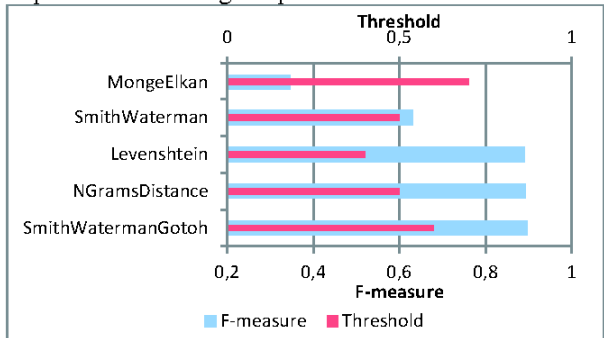 Threshold
0 0,5 1
MongeElkan
SmithWaterman
Levenshtein
NGramsDistance
SmithWatermanGotoh
0,2 0,4 0,6 0,8 1
F-measure
F-measure Threshold